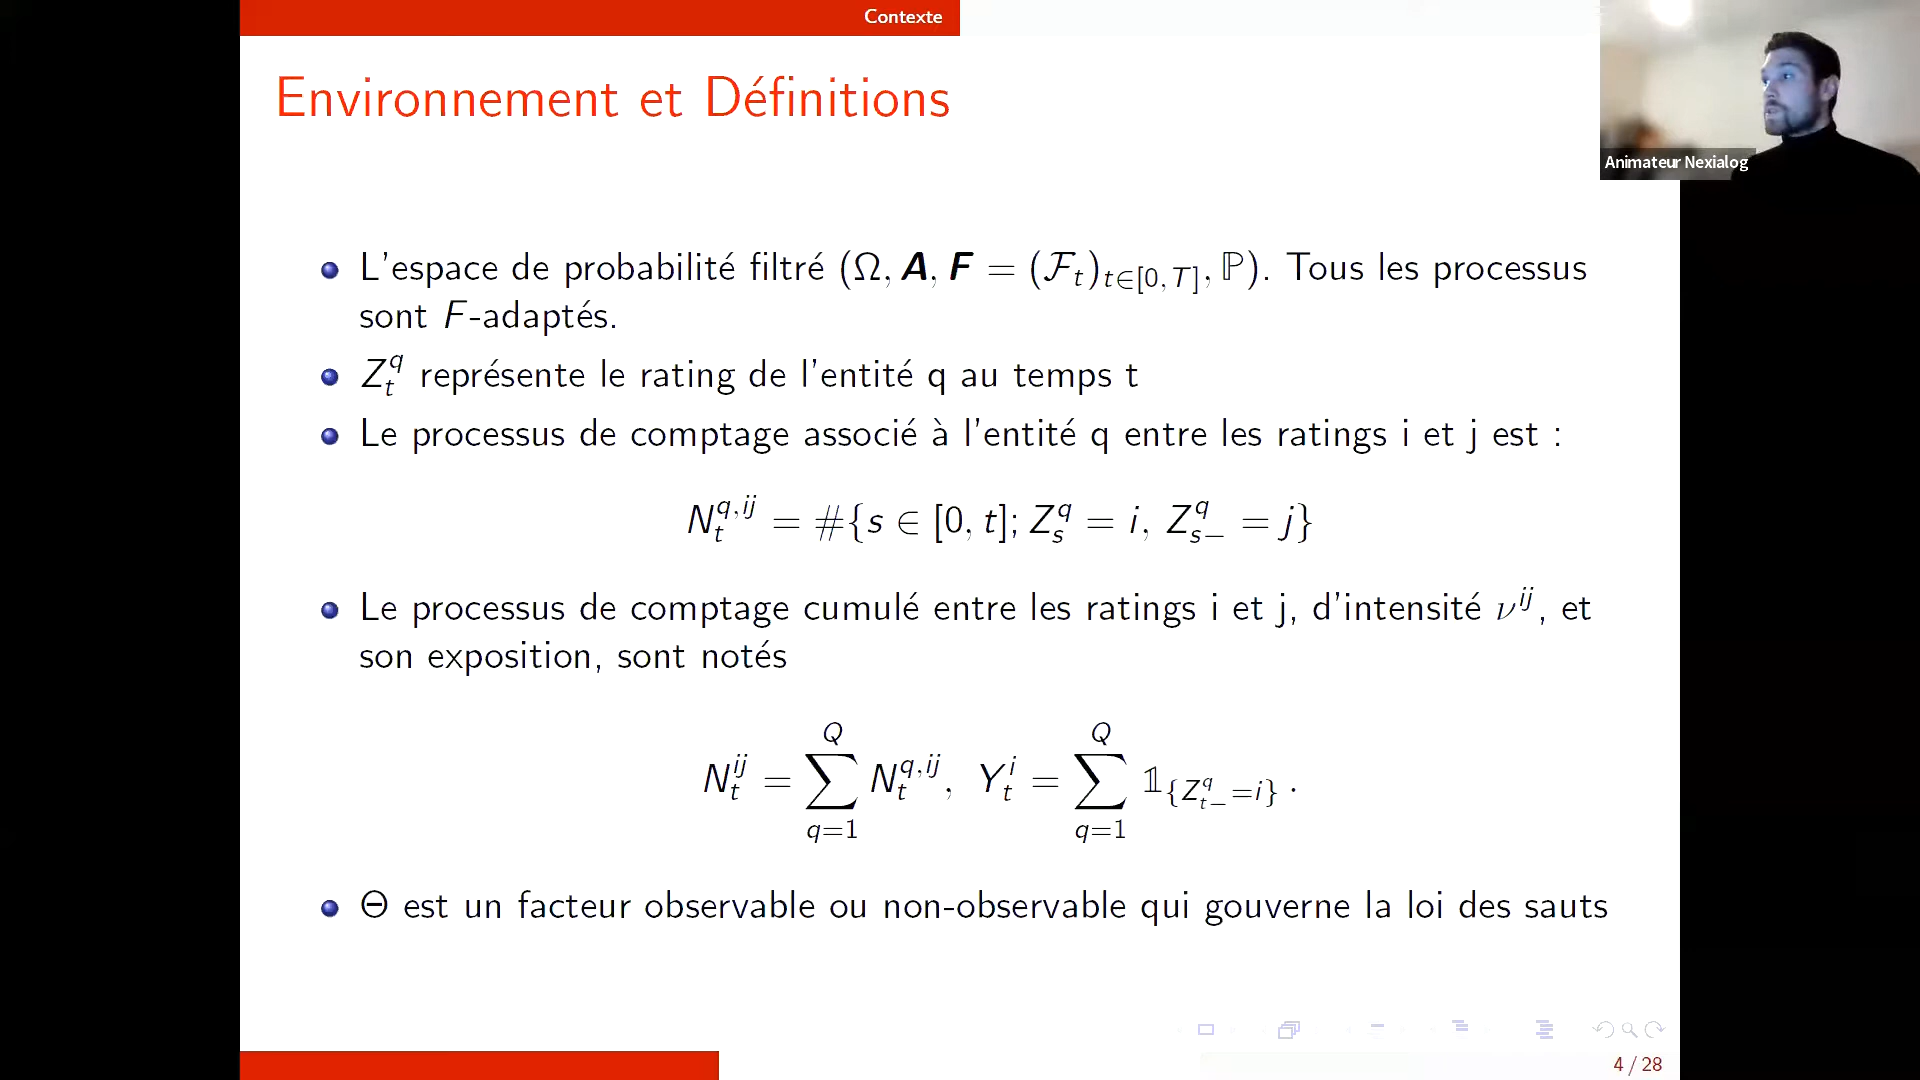 Contexte
Environnement et Définitions
Animateur Nexialog
L'espace de probabilité filtré (Ω, A, F = (ℱ_t)_{t∈[0,T]}, ℙ). Tous les processus
sont F-adaptés.
Z_t^q représente le rating de l'entité q au temps t
Le processus de comptage associé à l'entité q entre les ratings i et j est :
N_t^{q,ij} = #{s ∈ [0, t]; Z_s^q = i, Z_{s−}^q = j}
Le processus de comptage cumulé entre les ratings i et j, d'intensité ν^{ij}, et
son exposition, sont notés
N_t^{ij} = ∑_{q=1}^{Q} N_t^{q,ij}, Y_t^i = ∑_{q=1}^{Q} 𝟙_{{Z_{t−}^q=i}} .
Θ est un facteur observable ou non-observable qui gouverne la loi des sauts
4 / 28